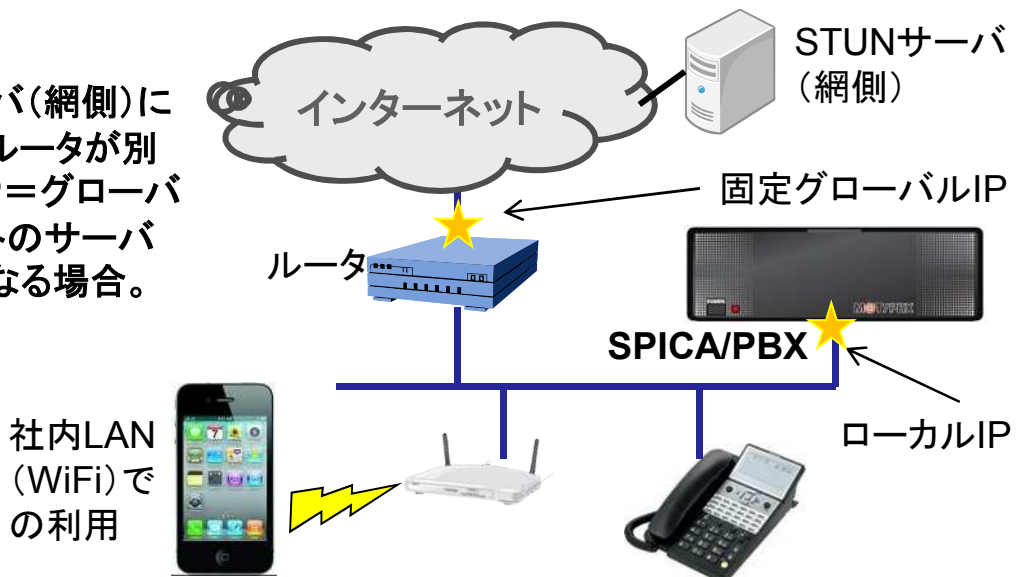 バ(網側)に
ルータが別
=グローバ
のサーバ
なる場合。
インターネット
STUNサーバ
(網側)
固定グローバルIP
ルータ
SPICA/PBX
ローカルIP
社内LAN
(WiFi)で
の利用